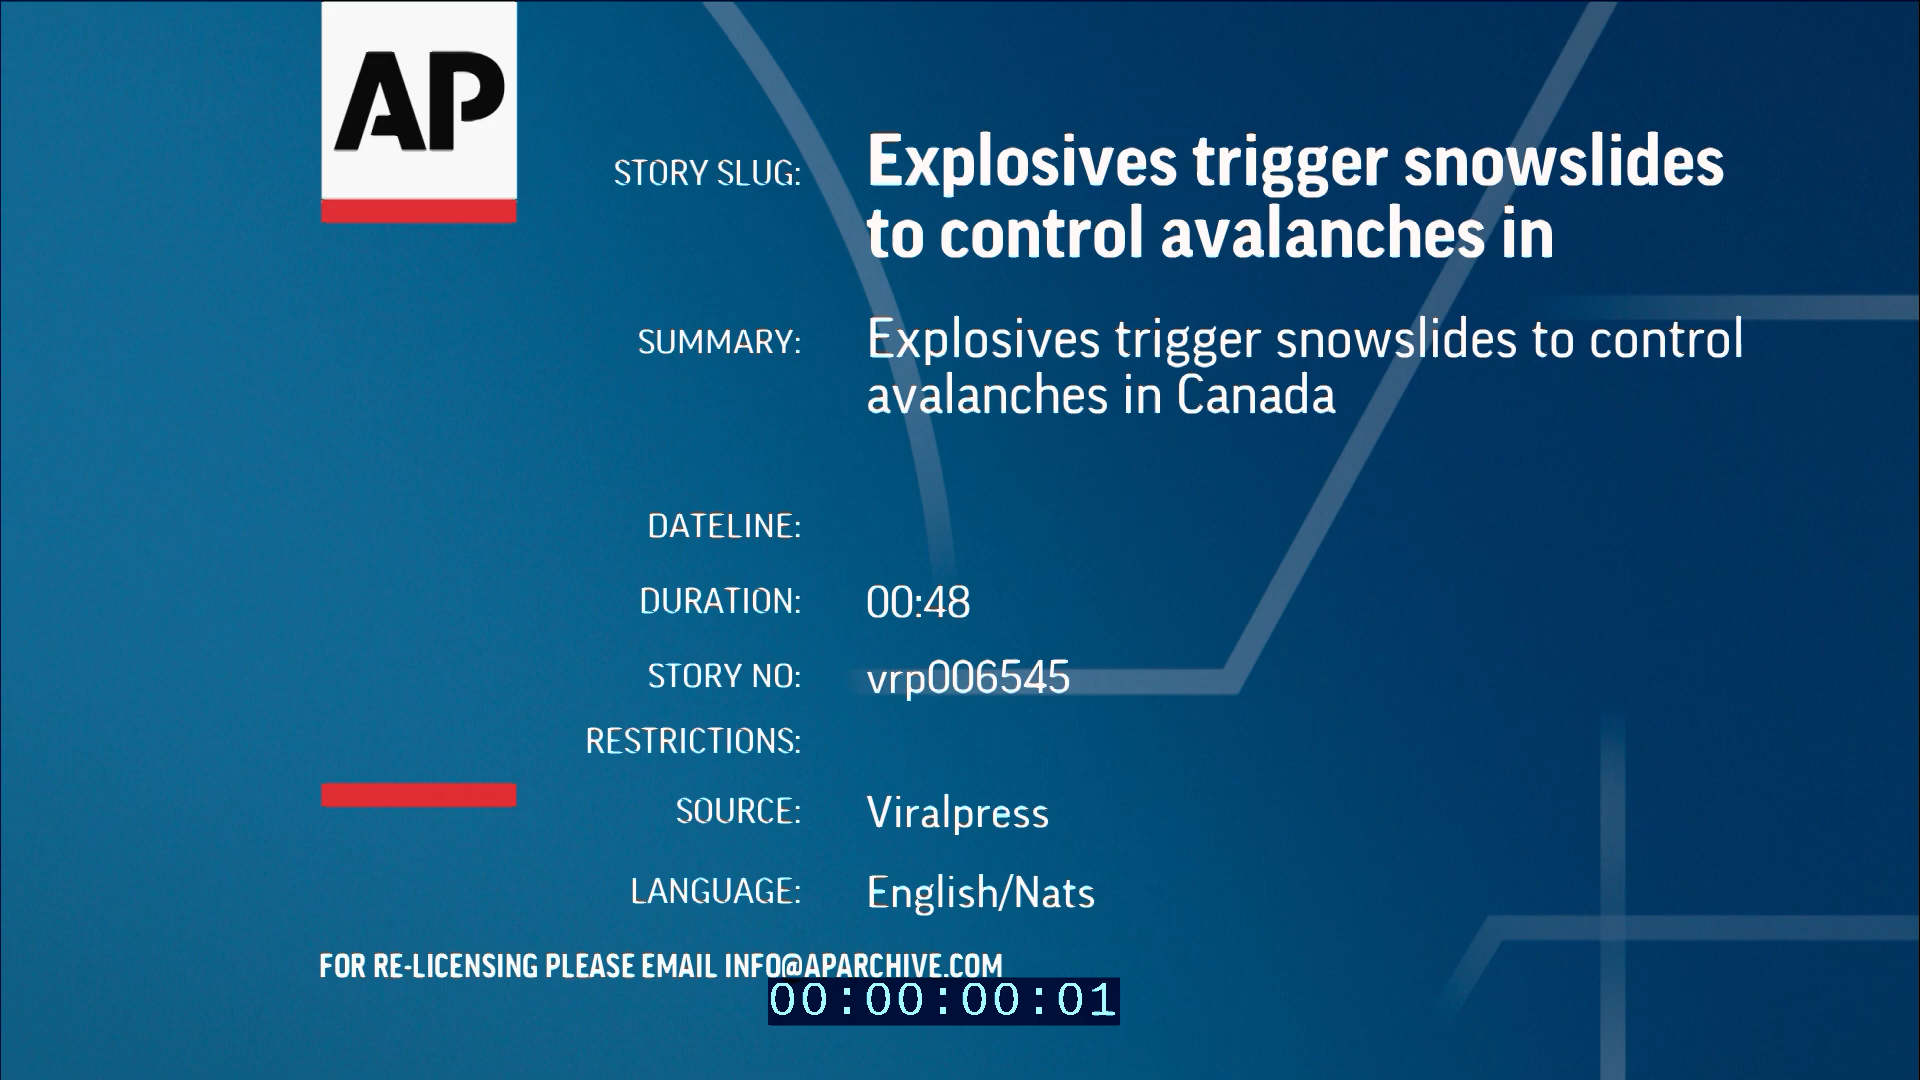 AP
STORY SLUG: Explosives trigger snowslides
to control avalanches in
SUMMARY: Explosives trigger snowslides to control
avalanches in Canada
DATELINE:
DURATION: 00:48
STORY NO: vrp006545
RESTRICTIONS:
SOURCE: Viralpress
LANGUAGE: English/Nats
FOR RE-LICENSING PLEASE EMAIL INFO@APARCHIVE.COM
00:00:00:01